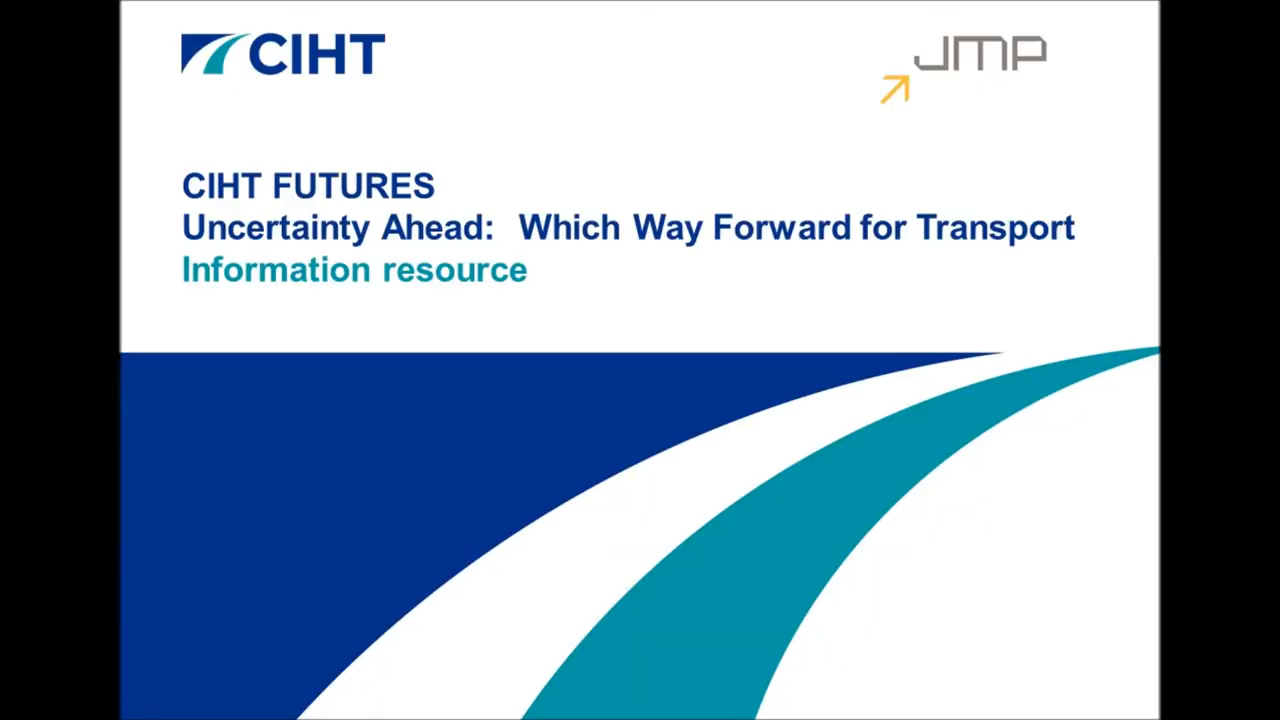 CIHT
JMP
CIHT FUTURES
Uncertainty Ahead: Which Way Forward for Transport
Information resource